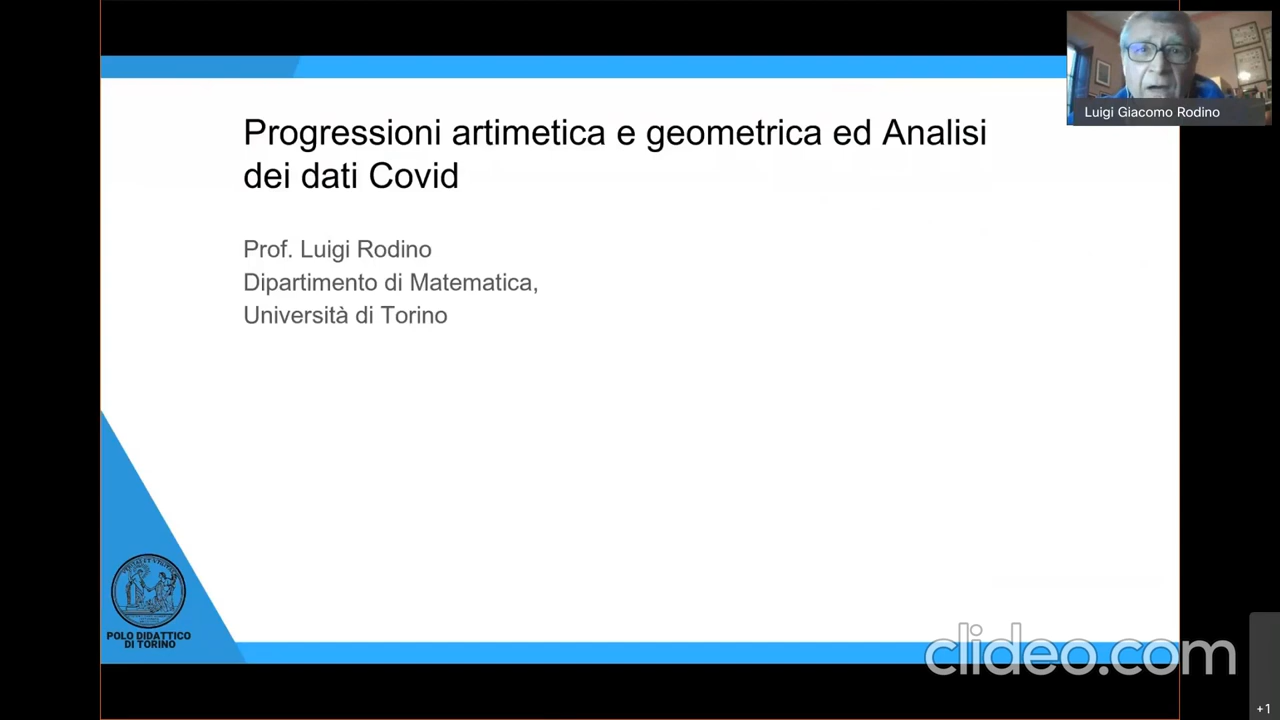 Progressioni artimetica e geometrica ed Analisi
dei dati Covid
Prof. Luigi Rodino
Dipartimento di Matematica,
Università di Torino
Luigi Giacomo Rodino
POLO DIDATTICO
DI TORINO
clideo.com
+1